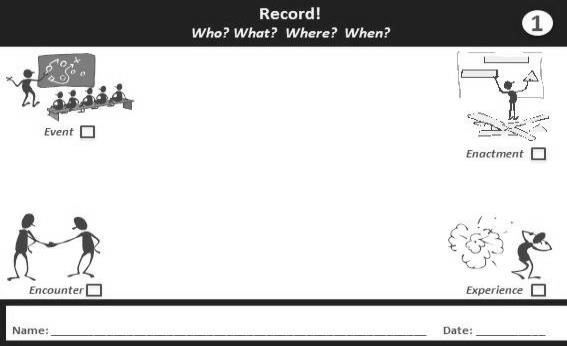 Record!
Who? What? Where? When?
1
Event
Enactment
Encounter
Experience
Name: Date: